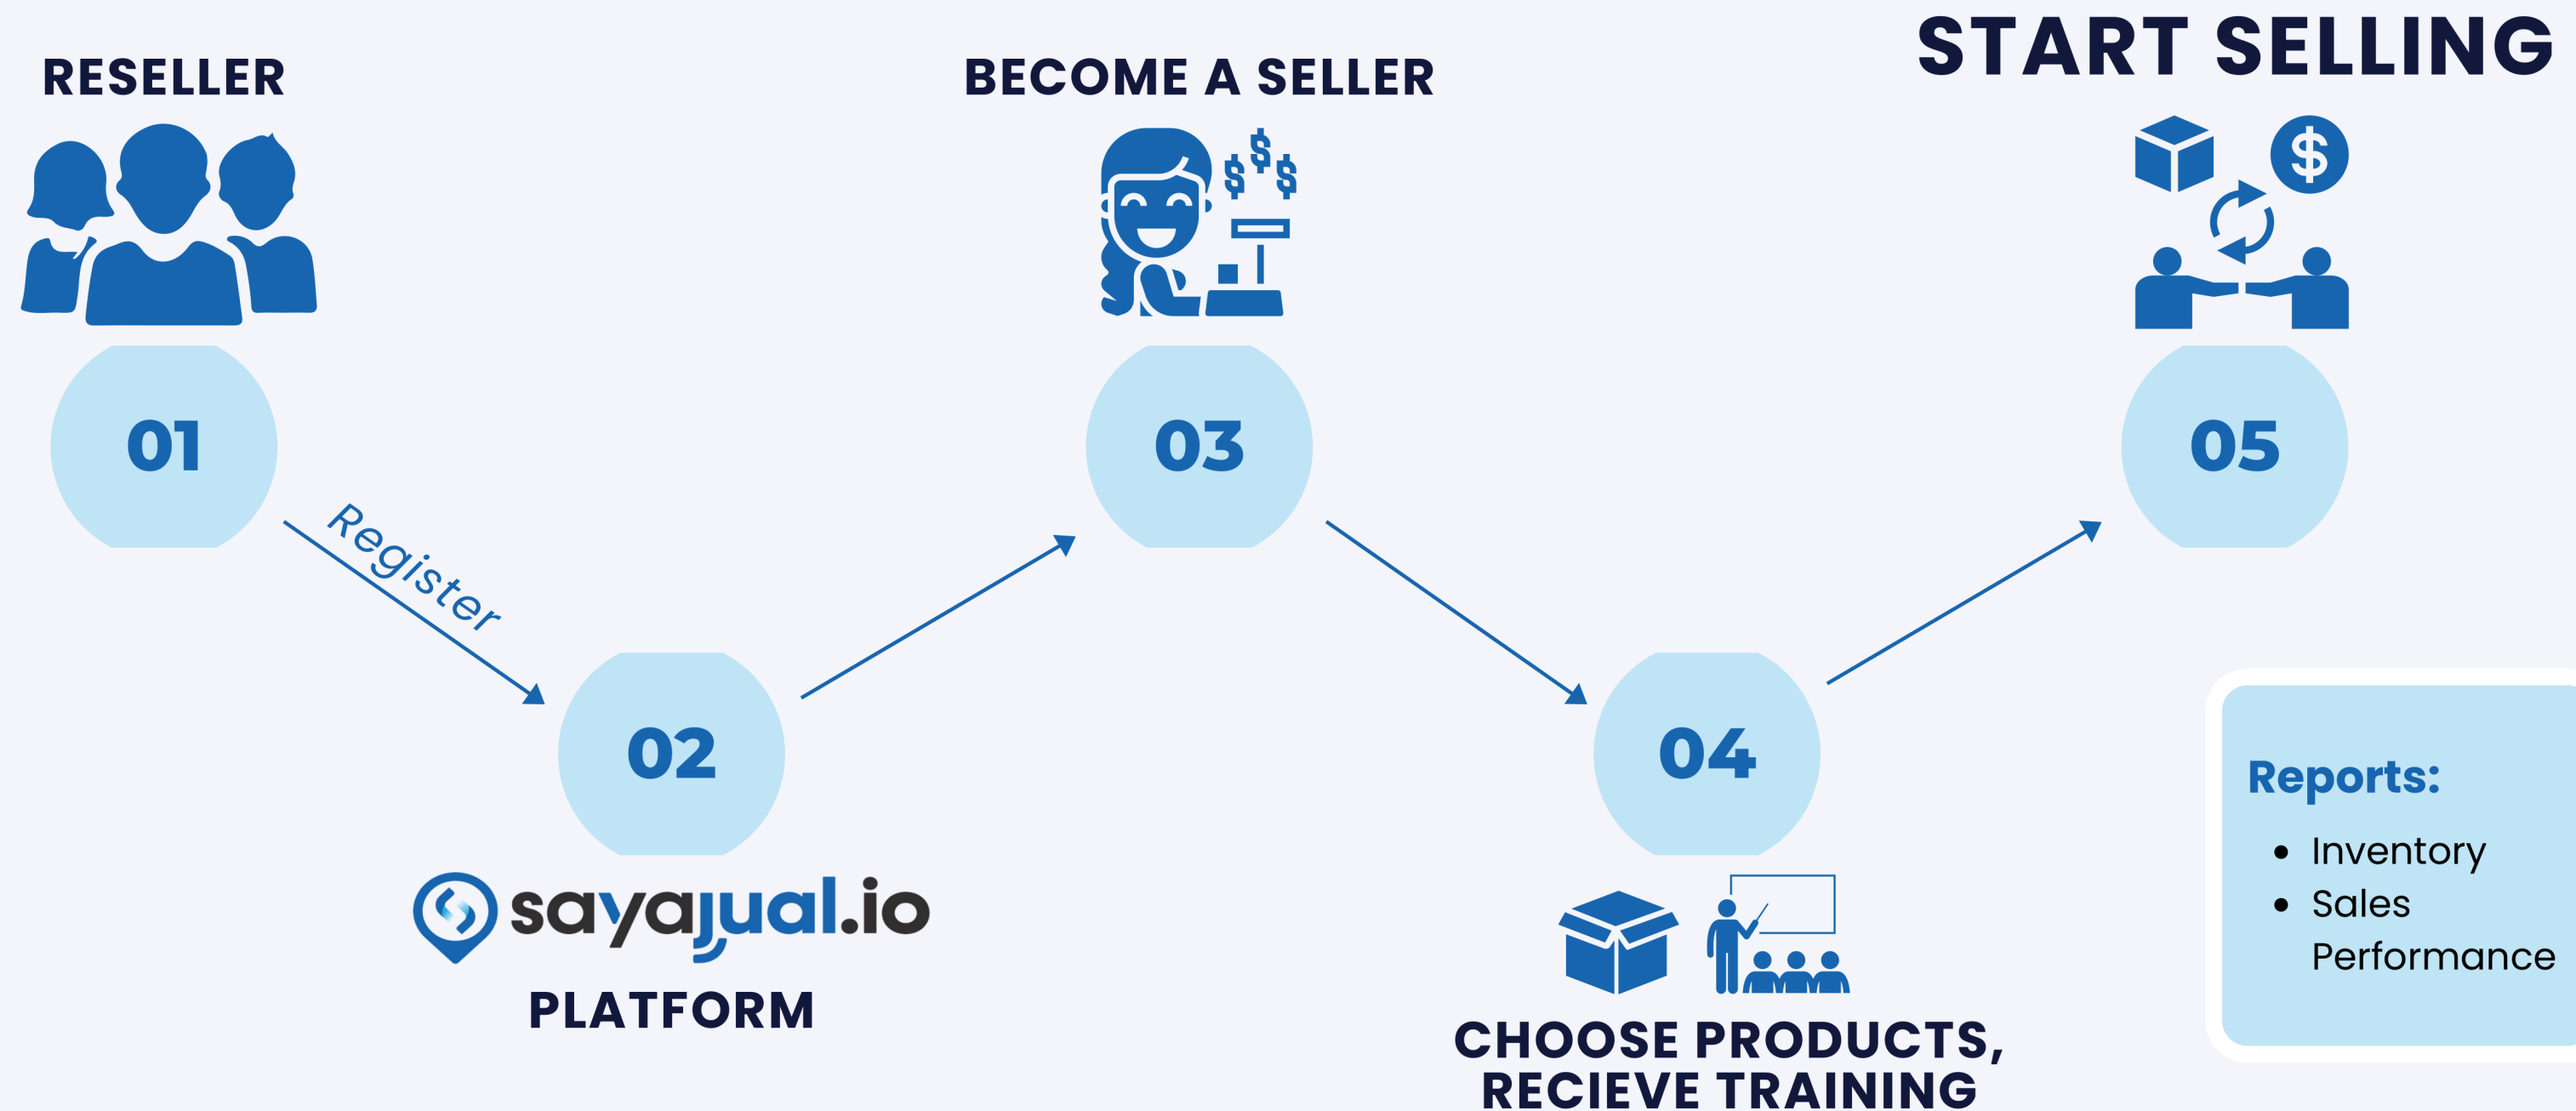 RESELLER
01
Register
02
sayajual.io
PLATFORM
BECOME A SELLER
03
04
CHOOSE PRODUCTS,
RECIEVE TRAINING
START SELLING
05
Reports:
• Inventory
• Sales
Performance